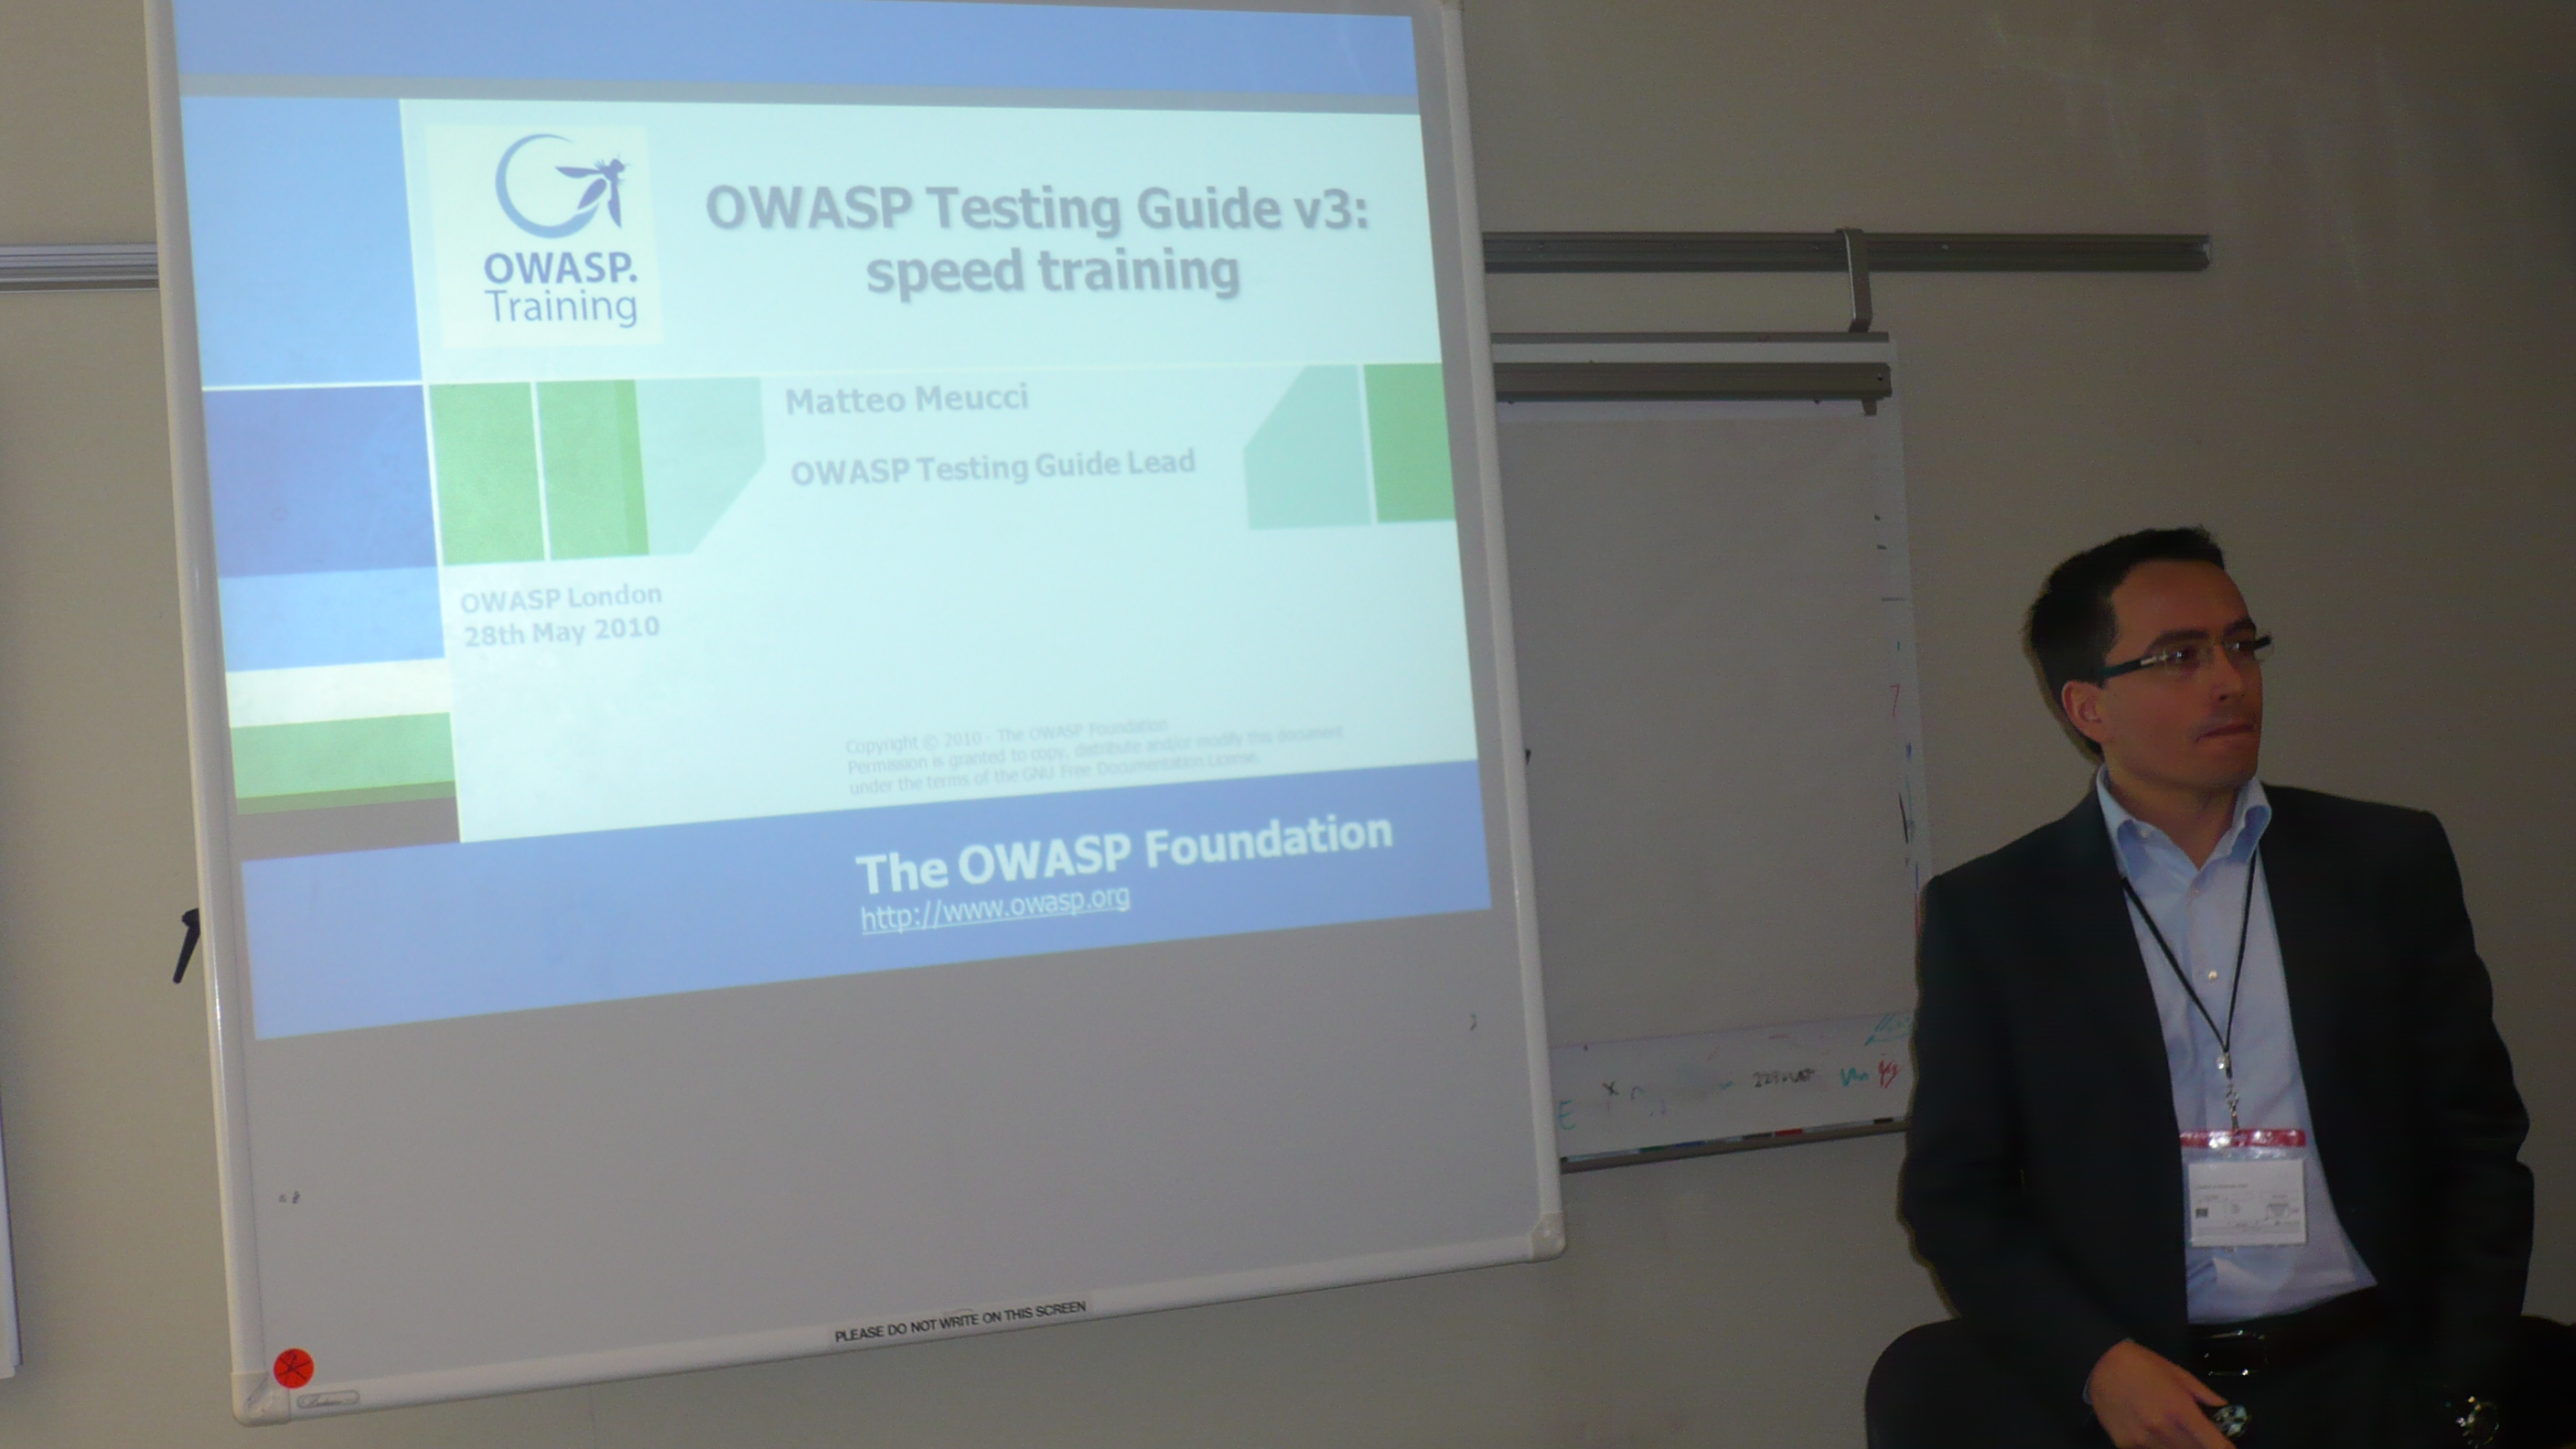 OWASP.
Training
OWASP Testing Guide v3:
speed training
Matteo Meucci
OWASP Testing Guide Lead
OWASP London
28th May 2010
Copyright © 2010 - The OWASP Foundation
Permission is granted to copy, distribute and/or modify this document
under the terms of the GNU Free Documentation License.
The OWASP Foundation
http://www.owasp.org
PLEASE DO NOT WRITE ON THIS SCREEN